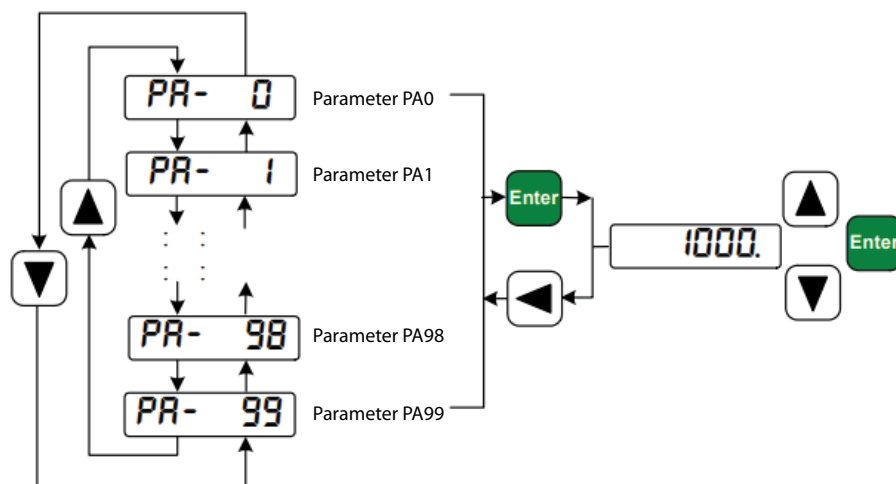 PA- 0 Parameter PA0
PA- 1 Parameter PA1
Enter
1000.
Enter
PA- 98 Parameter PA98
PA- 99 Parameter PA99